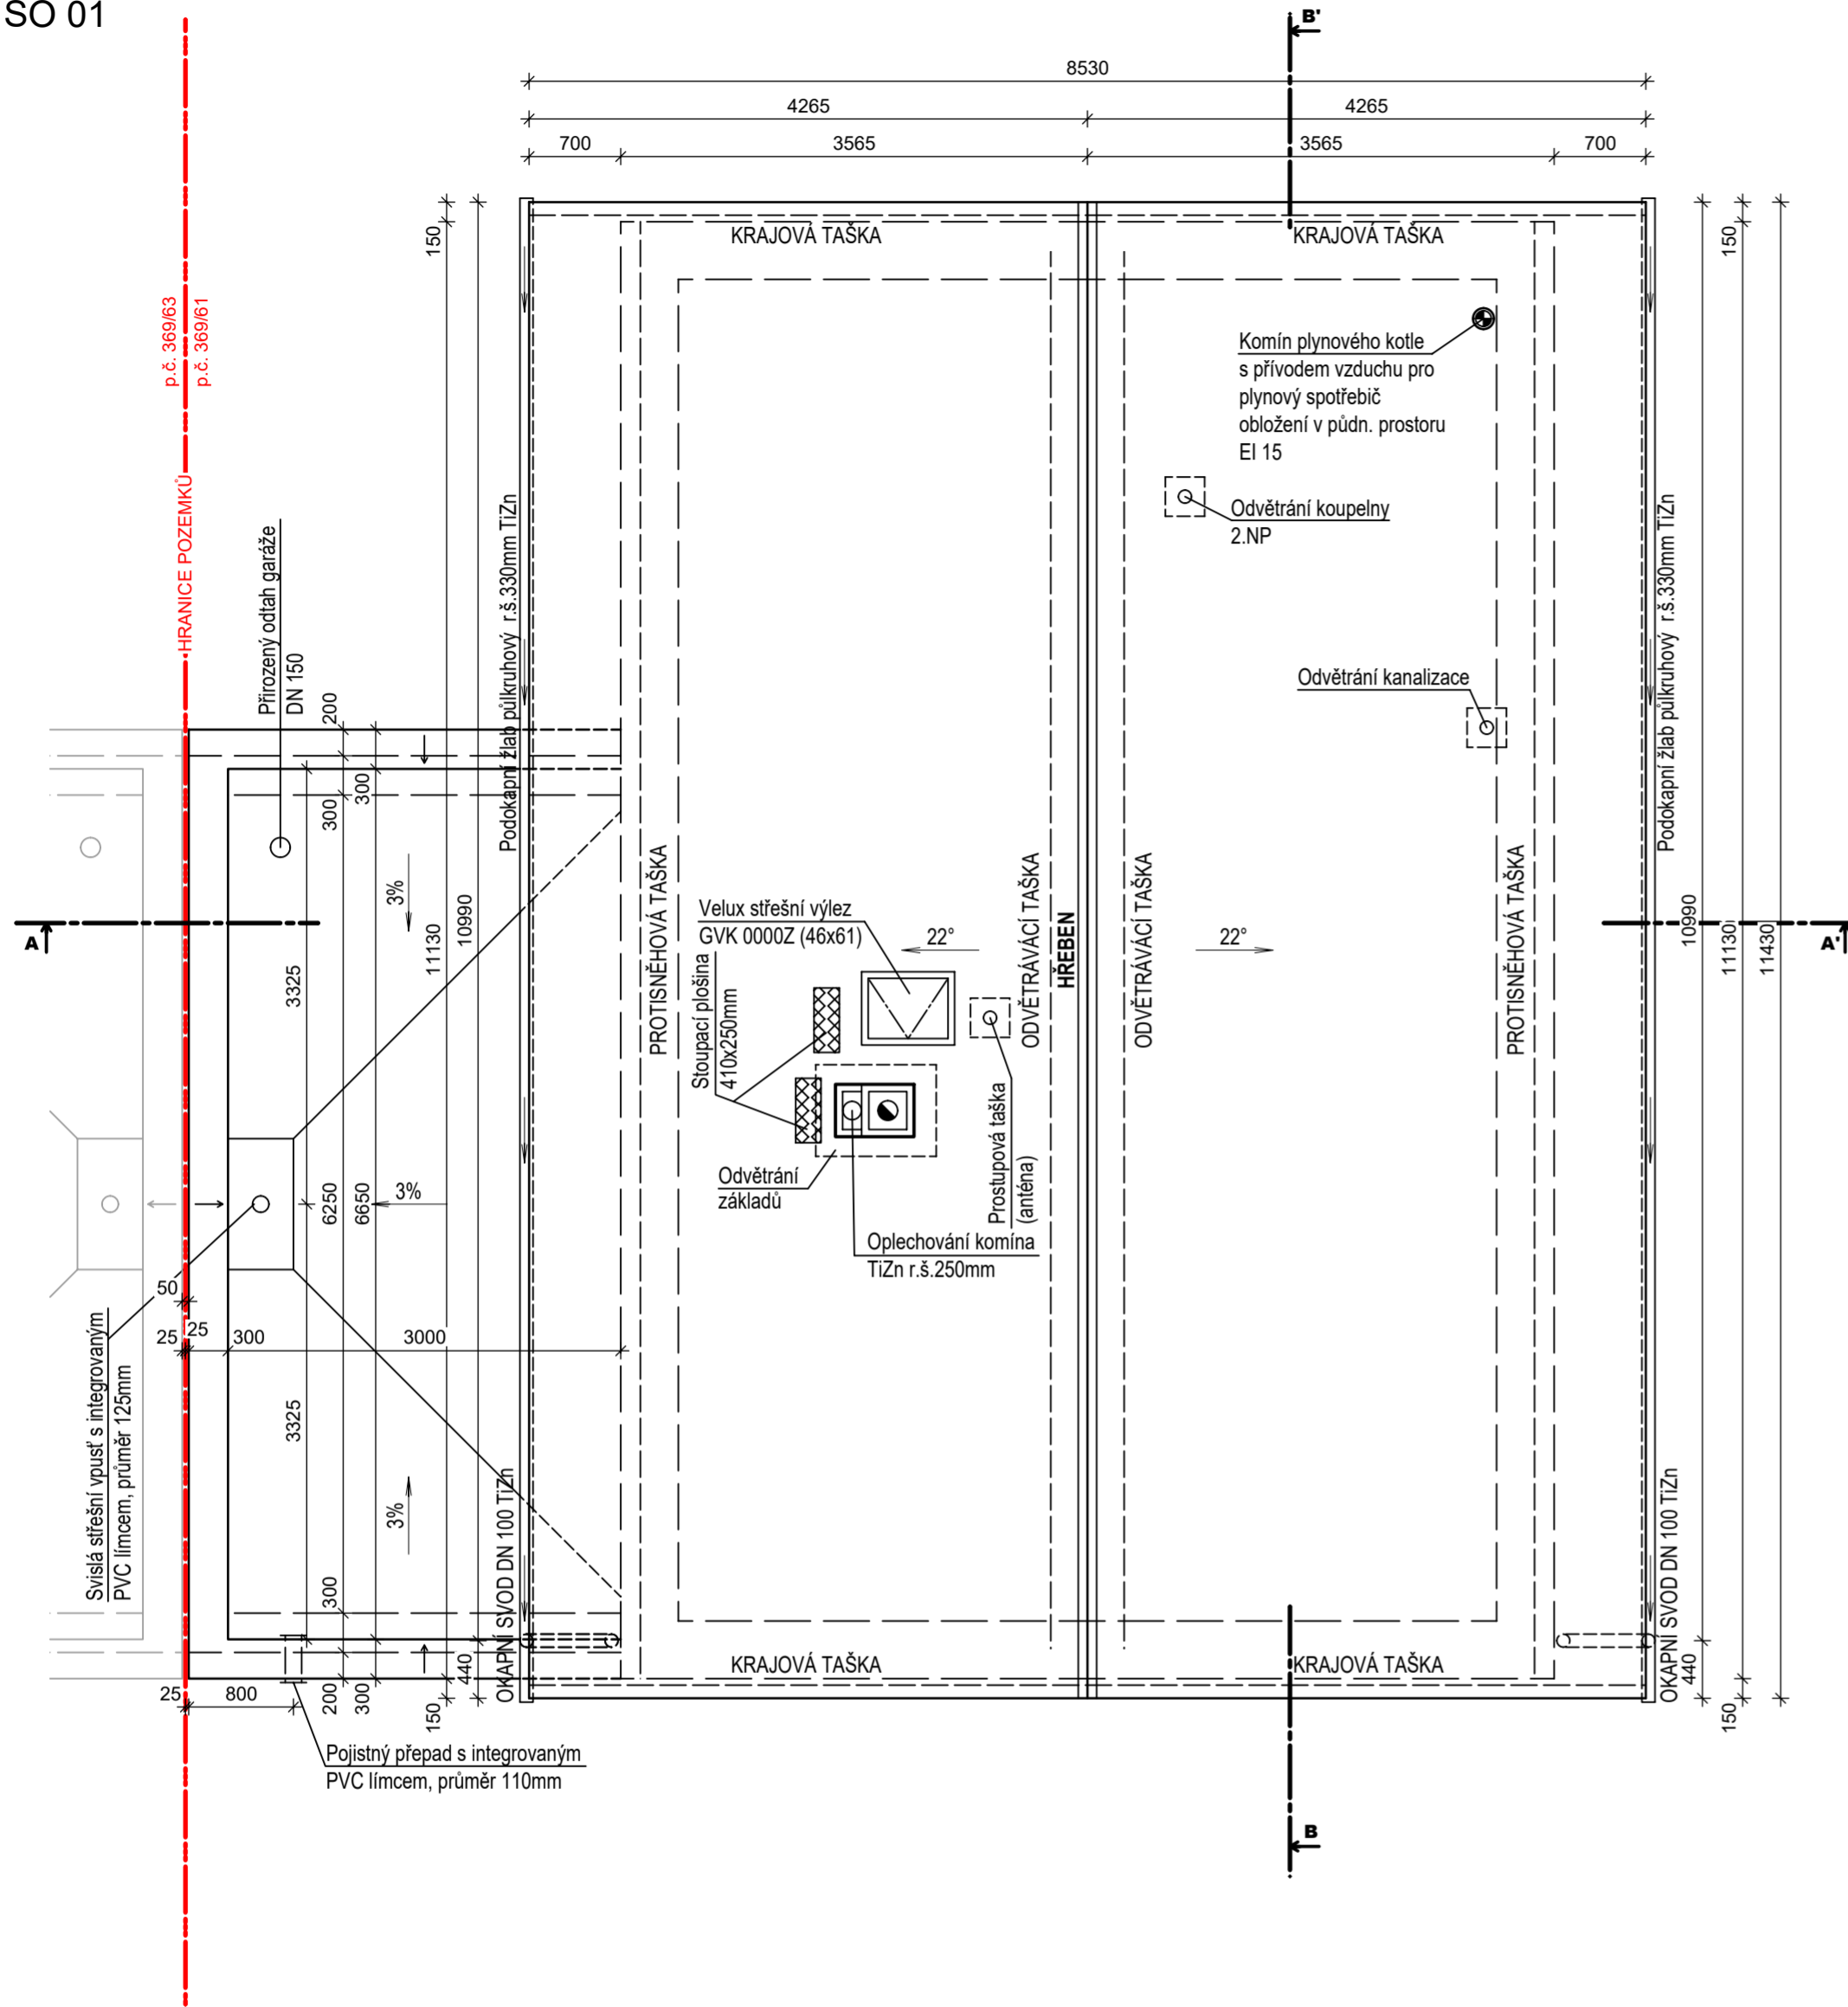 SO 01
B'
8530
4265
4265
700
3565
3565
700
150
150
KRAJOVÁ TAŠKA
KRAJOVÁ TAŠKA
p.č. 369/63
p.č. 369/61
HRANICE POZEMKŮ
Komín plynového kotle
s přívodem vzduchu pro
plynový spotřebič
obložení v půdn. prostoru
EI 15
Odvětrání koupelny
2.NP
Přirozený odtah garáže
DN 150
Podokapní žlab půlkruhový r.š.330mm TiZn
Podokapní žlab půlkruhový r.š.330mm TiZn
Odvětrání kanalizace
200
300
300
3%
3325
11130
10990
PROTISNĚHOVÁ TAŠKA
Velux střešní výlez
GVK 0000Z (46x61)
22°
ODVĚTRÁVÁCÍ TAŠKA
HŘEBEN
ODVĚTRÁVÁCÍ TAŠKA
22°
PROTISNĚHOVÁ TAŠKA
10990
11130
11430
A
A'
Stoupací plošina
410x250mm
Prostupová taška
(anténa)
Odvětrání
základů
Oplechování komína
TiZn r.š.250mm
6250
6650
3%
50
25
25
300
3000
Svislá střešní vpusť s integrovaným
PVC límcem, průměr 125mm
3325
3%
300
OKAPNÍ SVOD DN 100 TiZn
OKAPNÍ SVOD DN 100 TiZn
KRAJOVÁ TAŠKA
KRAJOVÁ TAŠKA
25
800
200
300
440
150
440
150
Pojistný přepad s integrovaným
PVC límcem, průměr 110mm
B